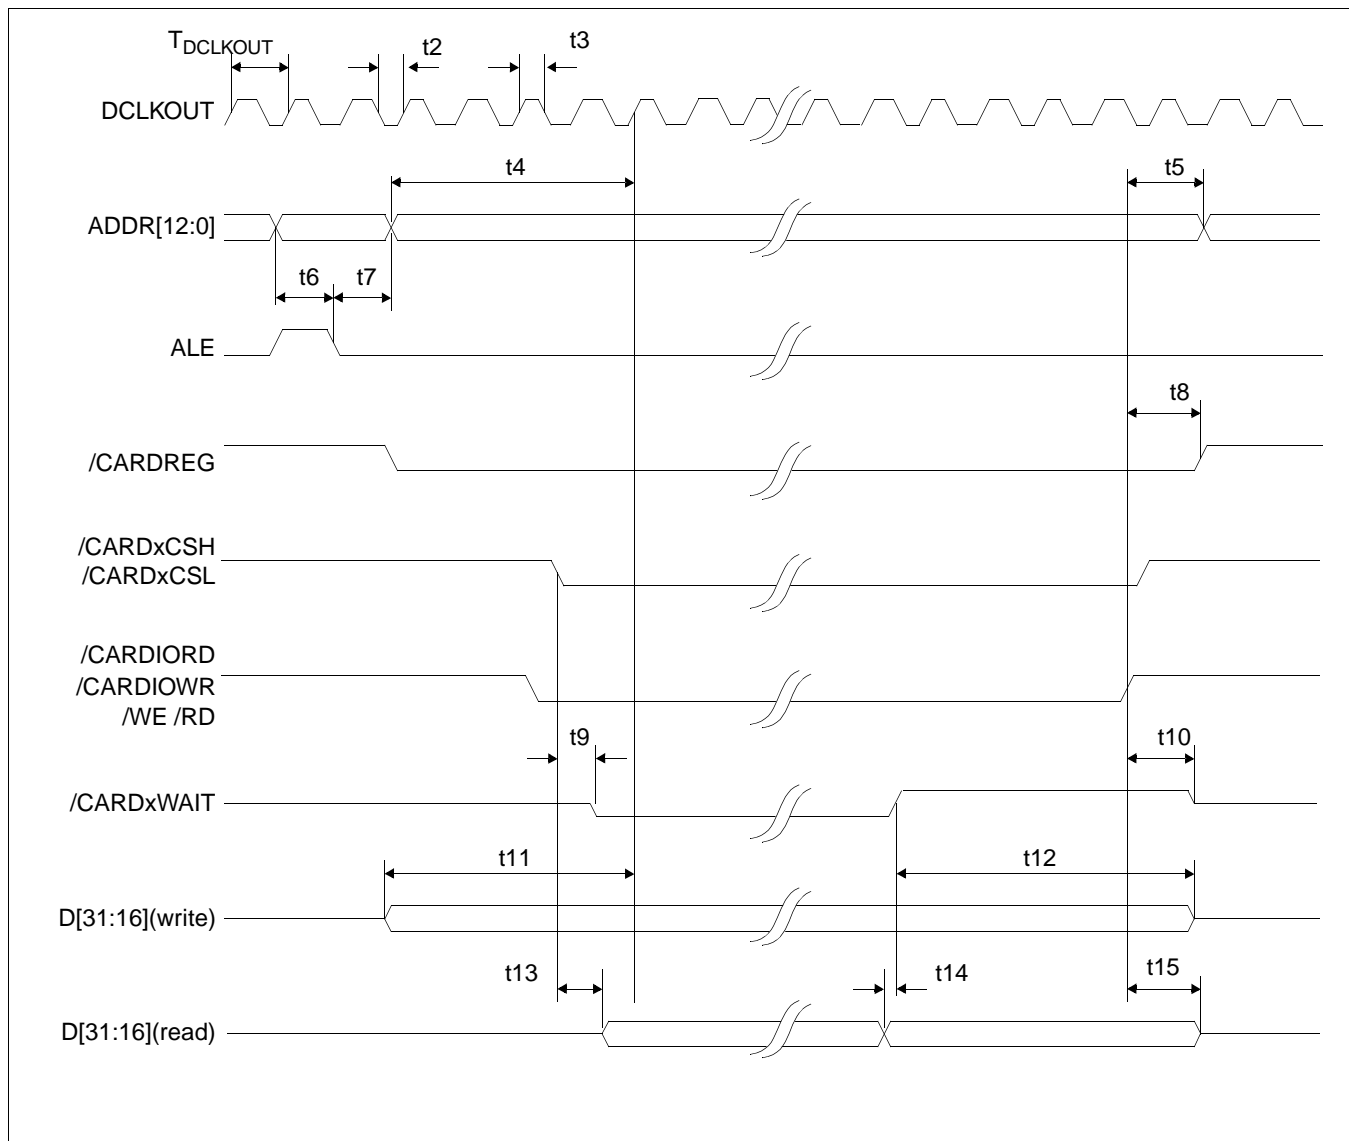 TDCLKOUT
t2
t3
DCLKOUT
t4
t5
ADDR[12:0]
t6
t7
ALE
t8
/CARDREG
/CARDxCSH
/CARDxCSL
/CARDIORD
/CARDIOWR
/WE /RD
t9
t10
/CARDxWAIT
t11
t12
D[31:16](write)
t13
t14
t15
D[31:16](read)